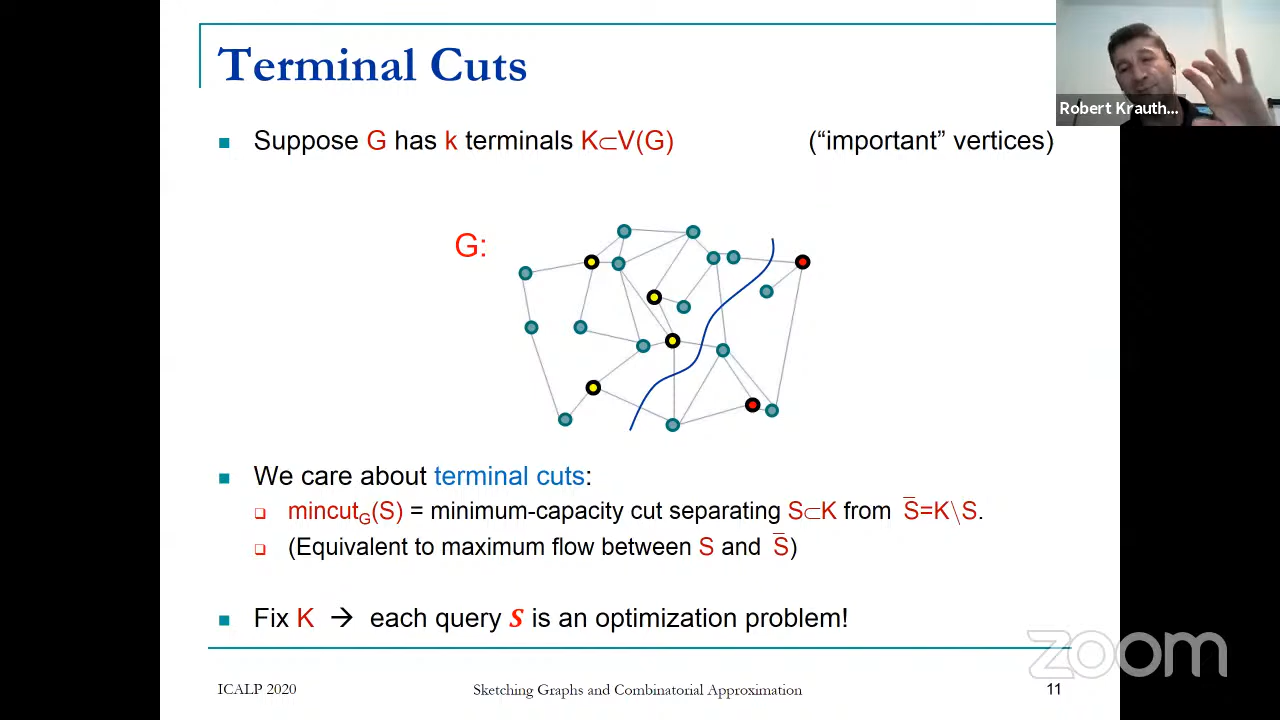 Terminal Cuts
Robert Krauth...
Suppose G has k terminals K⊂V(G) (“important” vertices)
G:
We care about terminal cuts:
mincut_G(S) = minimum-capacity cut separating S⊂K from S̅=K\S.
(Equivalent to maximum flow between S and S̅)
Fix K → each query S is an optimization problem!
zoom
ICALP 2020 Sketching Graphs and Combinatorial Approximation 11